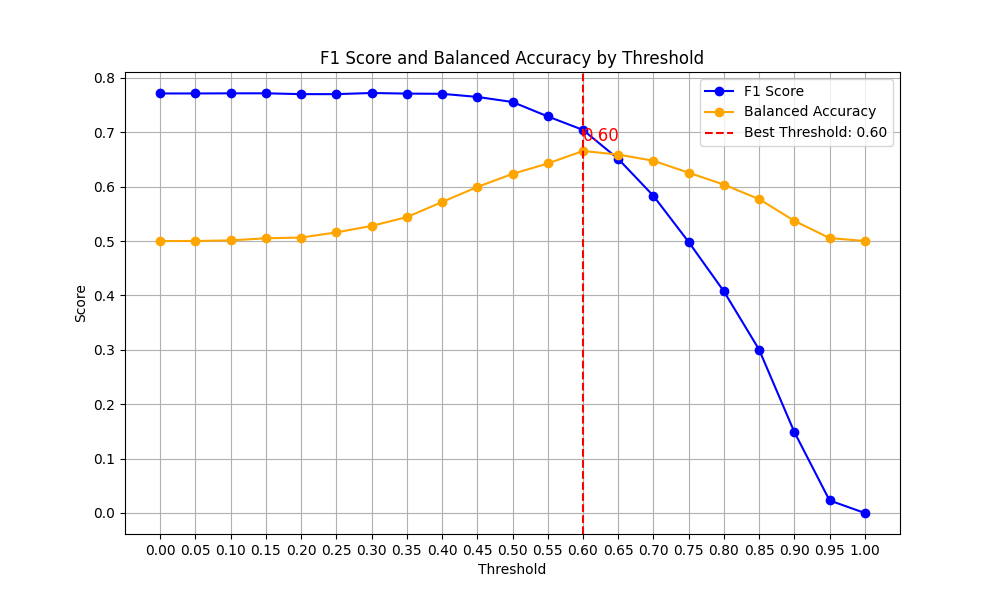 F1 Score and Balanced Accuracy by Threshold
F1 Score
Balanced Accuracy
Best Threshold: 0.60
0.8
0.7
0.6
0.5
0.4
0.3
0.2
0.1
0.0
Score
0.60
0.00 0.05 0.10 0.15 0.20 0.25 0.30 0.35 0.40 0.45 0.50 0.55 0.60 0.65 0.70 0.75 0.80 0.85 0.90 0.95 1.00
Threshold